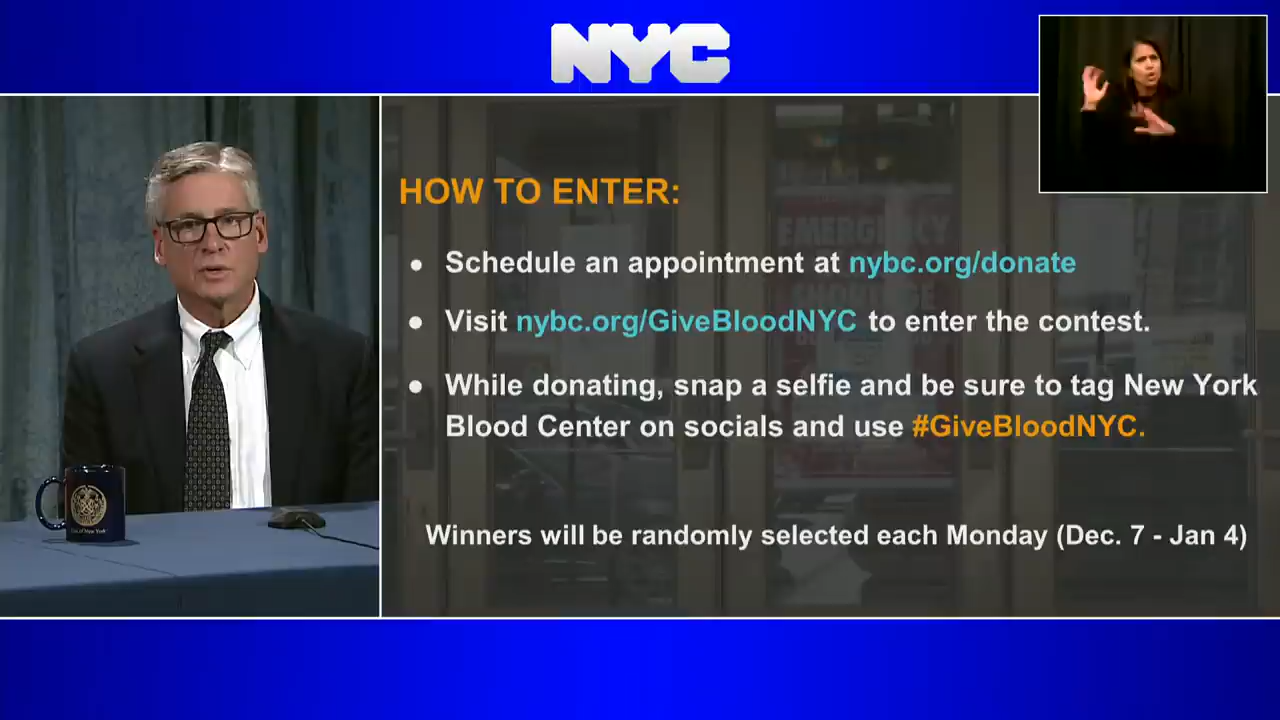 NYC
HOW TO ENTER:
• Schedule an appointment at nybc.org/donate
• Visit nybc.org/GiveBloodNYC to enter the contest.
• While donating, snap a selfie and be sure to tag New York
Blood Center on socials and use #GiveBloodNYC.
Winners will be randomly selected each Monday (Dec. 7 - Jan 4)
EMERGENCY